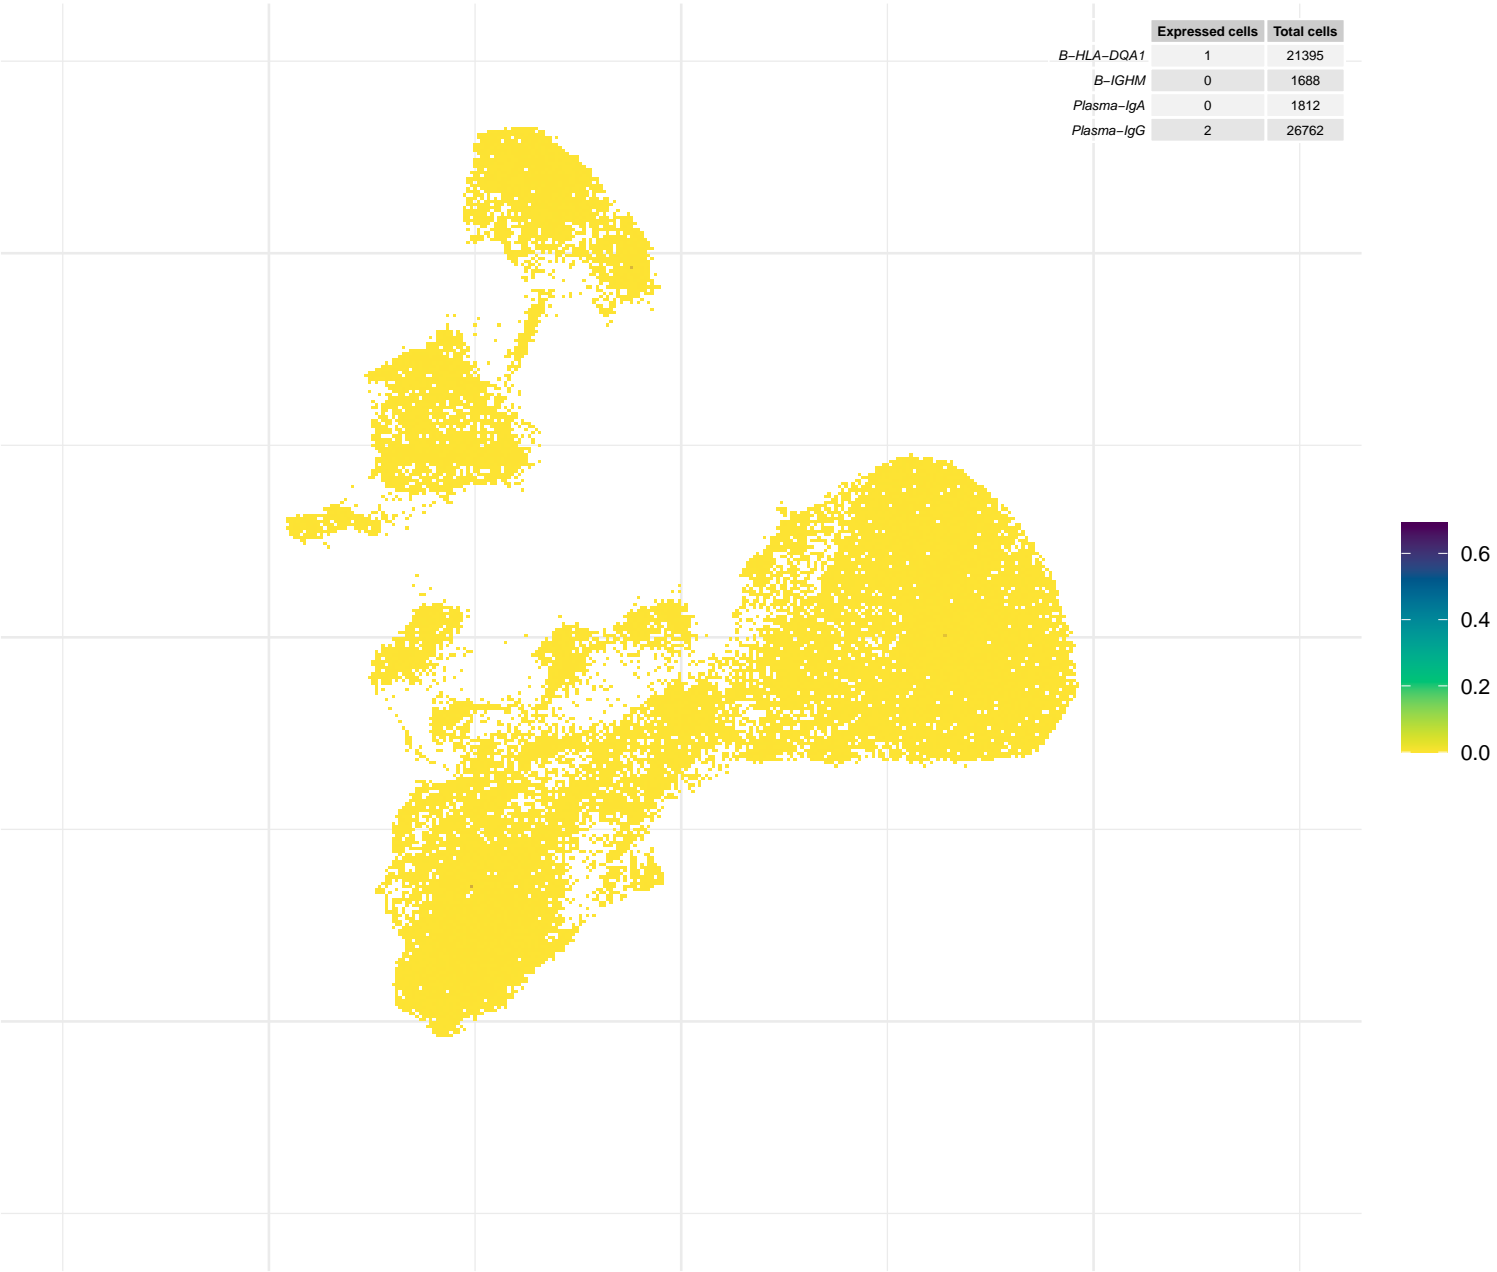 Expressed cells Total cells
B−HLA−DQA1 1 21395
B−IGHM 0 1688
Plasma−IgA 0 1812
Plasma−IgG 2 26762
0.6
0.4
0.2
0.0